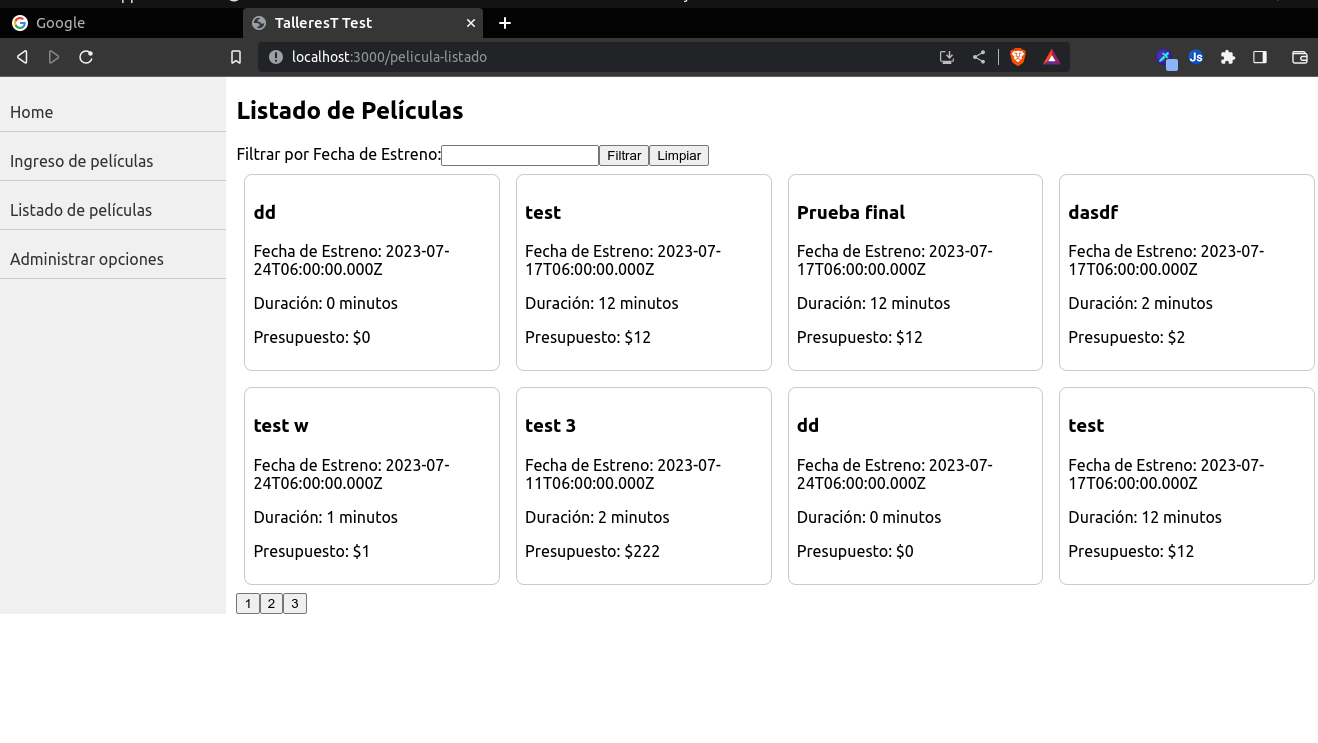 Google
TalleresT Test
localhost:3000/pelicula-listado
Js
Home
Ingreso de películas
Listado de películas
Administrar opciones
Listado de Películas
Filtrar por Fecha de Estreno: Filtrar Limpiar
dd
Fecha de Estreno: 2023-07-
24T06:00:00.000Z
Duración: 0 minutos
Presupuesto: $0
test
Fecha de Estreno: 2023-07-
17T06:00:00.000Z
Duración: 12 minutos
Presupuesto: $12
Prueba final
Fecha de Estreno: 2023-07-
17T06:00:00.000Z
Duración: 12 minutos
Presupuesto: $12
dasdf
Fecha de Estreno: 2023-07-
17T06:00:00.000Z
Duración: 2 minutos
Presupuesto: $2
test w
Fecha de Estreno: 2023-07-
24T06:00:00.000Z
Duración: 1 minutos
Presupuesto: $1
test 3
Fecha de Estreno: 2023-07-
11T06:00:00.000Z
Duración: 2 minutos
Presupuesto: $222
dd
Fecha de Estreno: 2023-07-
24T06:00:00.000Z
Duración: 0 minutos
Presupuesto: $0
test
Fecha de Estreno: 2023-07-
17T06:00:00.000Z
Duración: 12 minutos
Presupuesto: $12
1 2 3